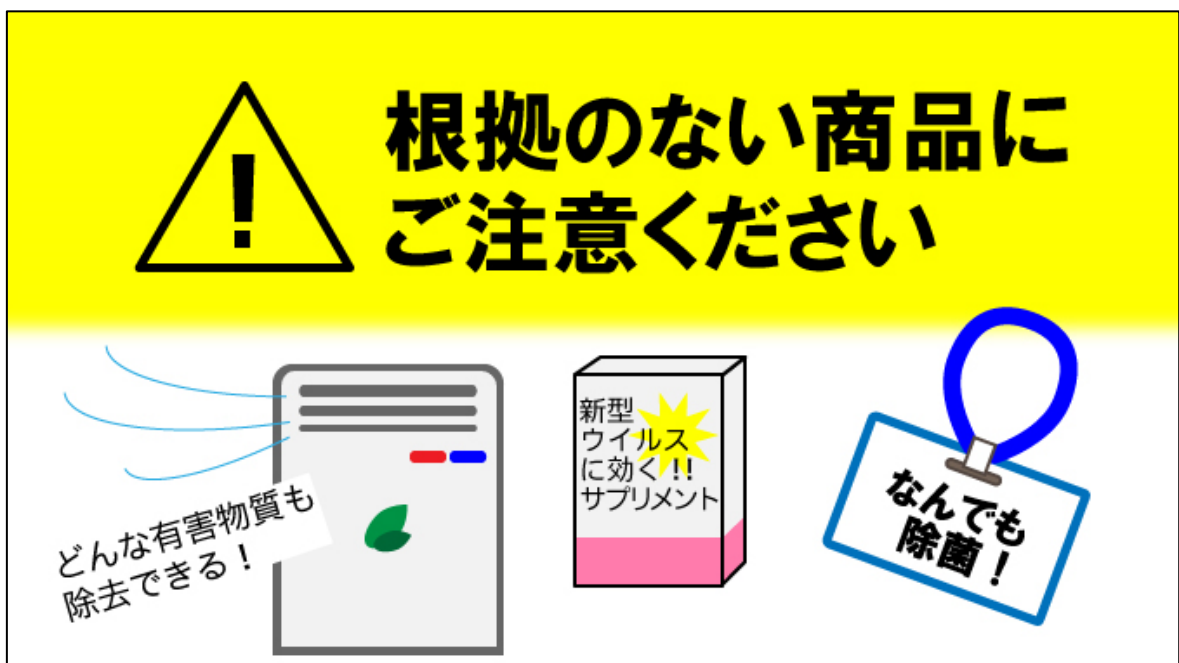 !
根拠のない商品に
ご注意ください
どんな有害物質も
除去できる！
新型
ウイルス
に効く!!
サプリメント
なんでも
除菌！